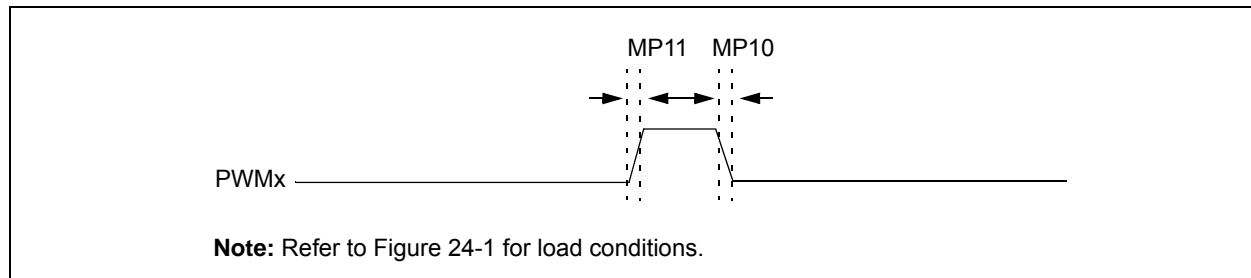 MP11 MP10
PWMx
Note: Refer to Figure 24-1 for load conditions.